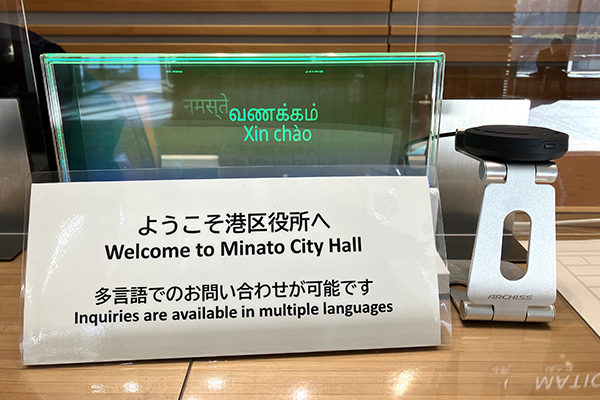 नमस्ते
வணக்கம்
Xin chào
ようこそ港区役所へ
Welcome to Minato City Hall
多言語でのお問い合わせが可能です
Inquiries are available in multiple languages
ARCHISS